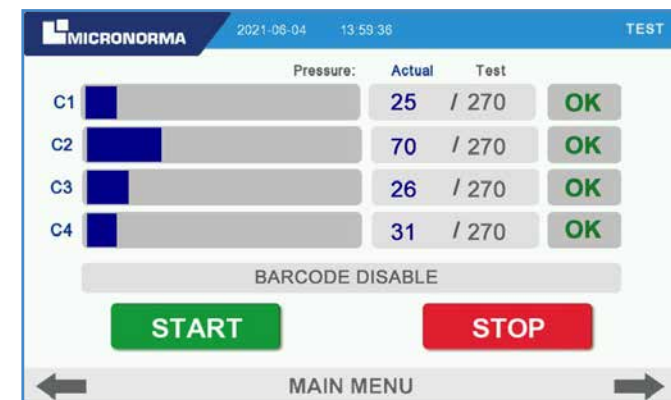 MICRONORMA 2021-06-04 13:59:36 TEST
Pressure: Actual Test
C1 25 / 270 OK
C2 70 / 270 OK
C3 26 / 270 OK
C4 31 / 270 OK
BARCODE DISABLE
START STOP
MAIN MENU